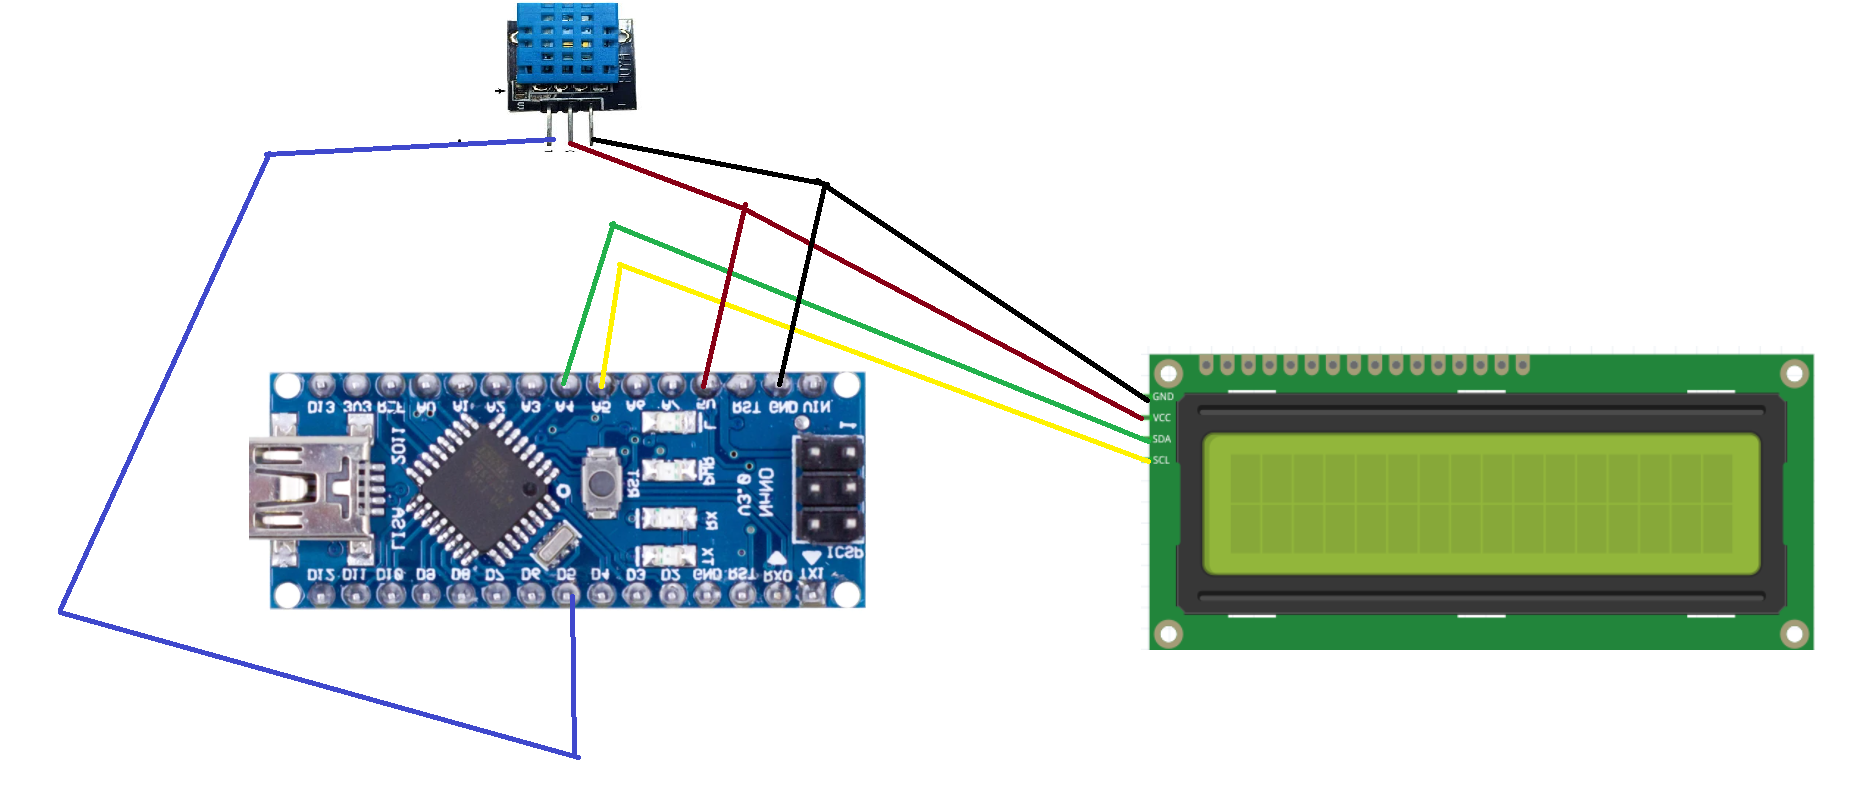 S
D13 3V3 REF A0 A1 A2 A3 A4 A5 A6 A7 5V RST GND VIN
L
1
2011
PWR
RST
V3.0
NANO
USA
RX
TX
ICSP
D12 D11 D10 D9 D8 D7 D6 D5 D4 D3 D2 GND RST RX0 TX1
GND
VCC
SDA
SCL